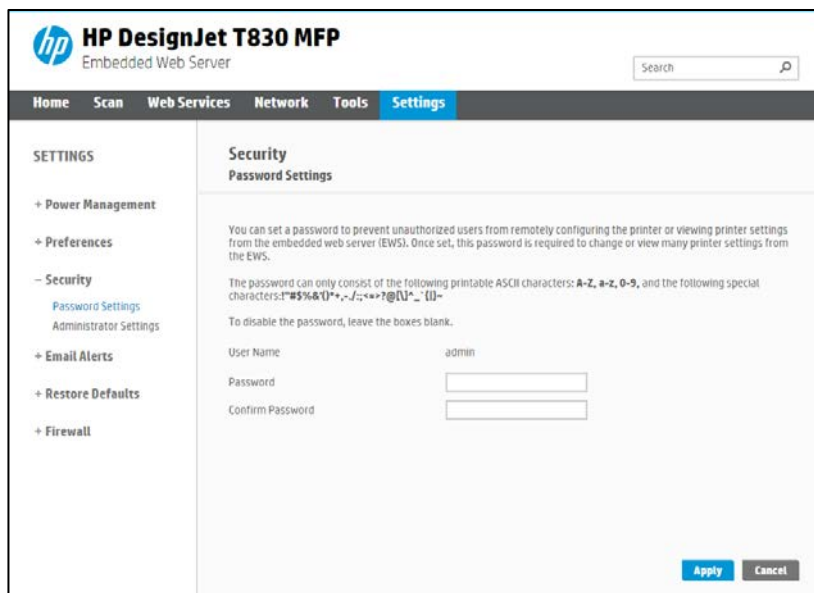 hp
HP DesignJet T830 MFP
Embedded Web Server
Search
Home Scan Web Services Network Tools Settings
SETTINGS
+ Power Management
+ Preferences
– Security
Password Settings
Administrator Settings
+ Email Alerts
+ Restore Defaults
+ Firewall
Security
Password Settings
You can set a password to prevent unauthorized users from remotely configuring the printer or viewing printer settings
from the embedded web server (EWS). Once set, this password is required to change or view many printer settings from
the EWS.
The password can only consist of the following printable ASCII characters: A-Z, a-z, 0-9, and the following special
characters:!"#$%&'()*+,-./:;<=>?@[\]^_`{|}~
To disable the password, leave the boxes blank.
User Name admin
Password
Confirm Password
Apply Cancel